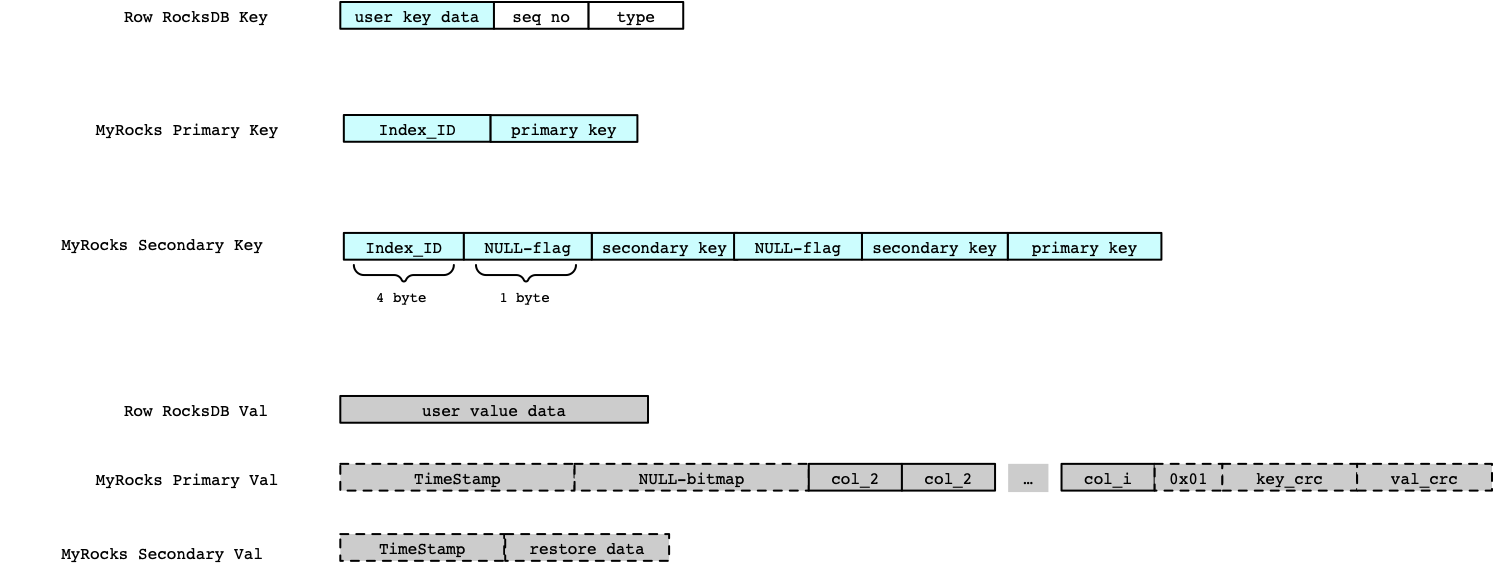 Row RocksDB Key user key data seq no type
MyRocks Primary Key Index_ID primary key
MyRocks Secondary Key Index_ID NULL-flag secondary key NULL-flag secondary key primary key
4 byte 1 byte
Row RocksDB Val user value data
MyRocks Primary Val TimeStamp NULL-bitmap col_2 col_2 … col_i 0x01 key_crc val_crc
MyRocks Secondary Val TimeStamp restore data